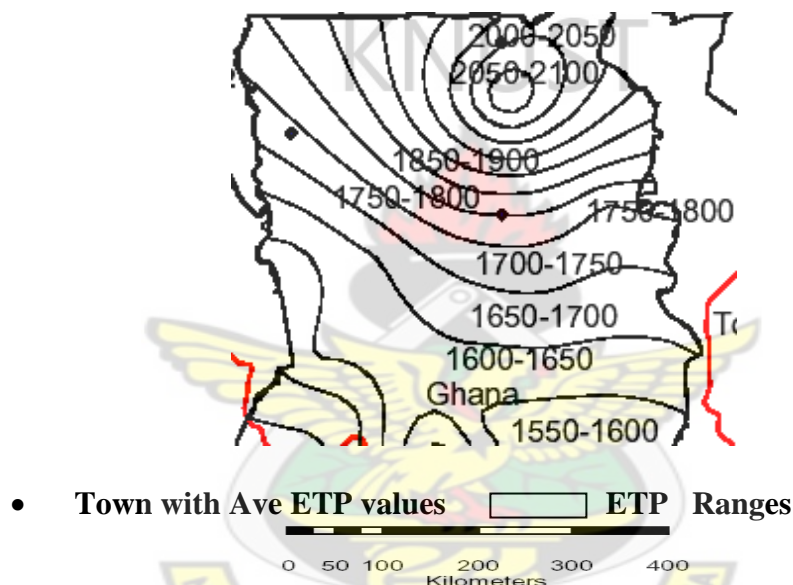 KNUST
2000-2050
2050-2100
1850-1900
1750-1800
1750-1800
1700-1750
1650-1700
To
1600-1650
Ghana
1550-1600
• Town with Ave ETP values ETP Ranges
0 50 100 200 300 400
Kilometers